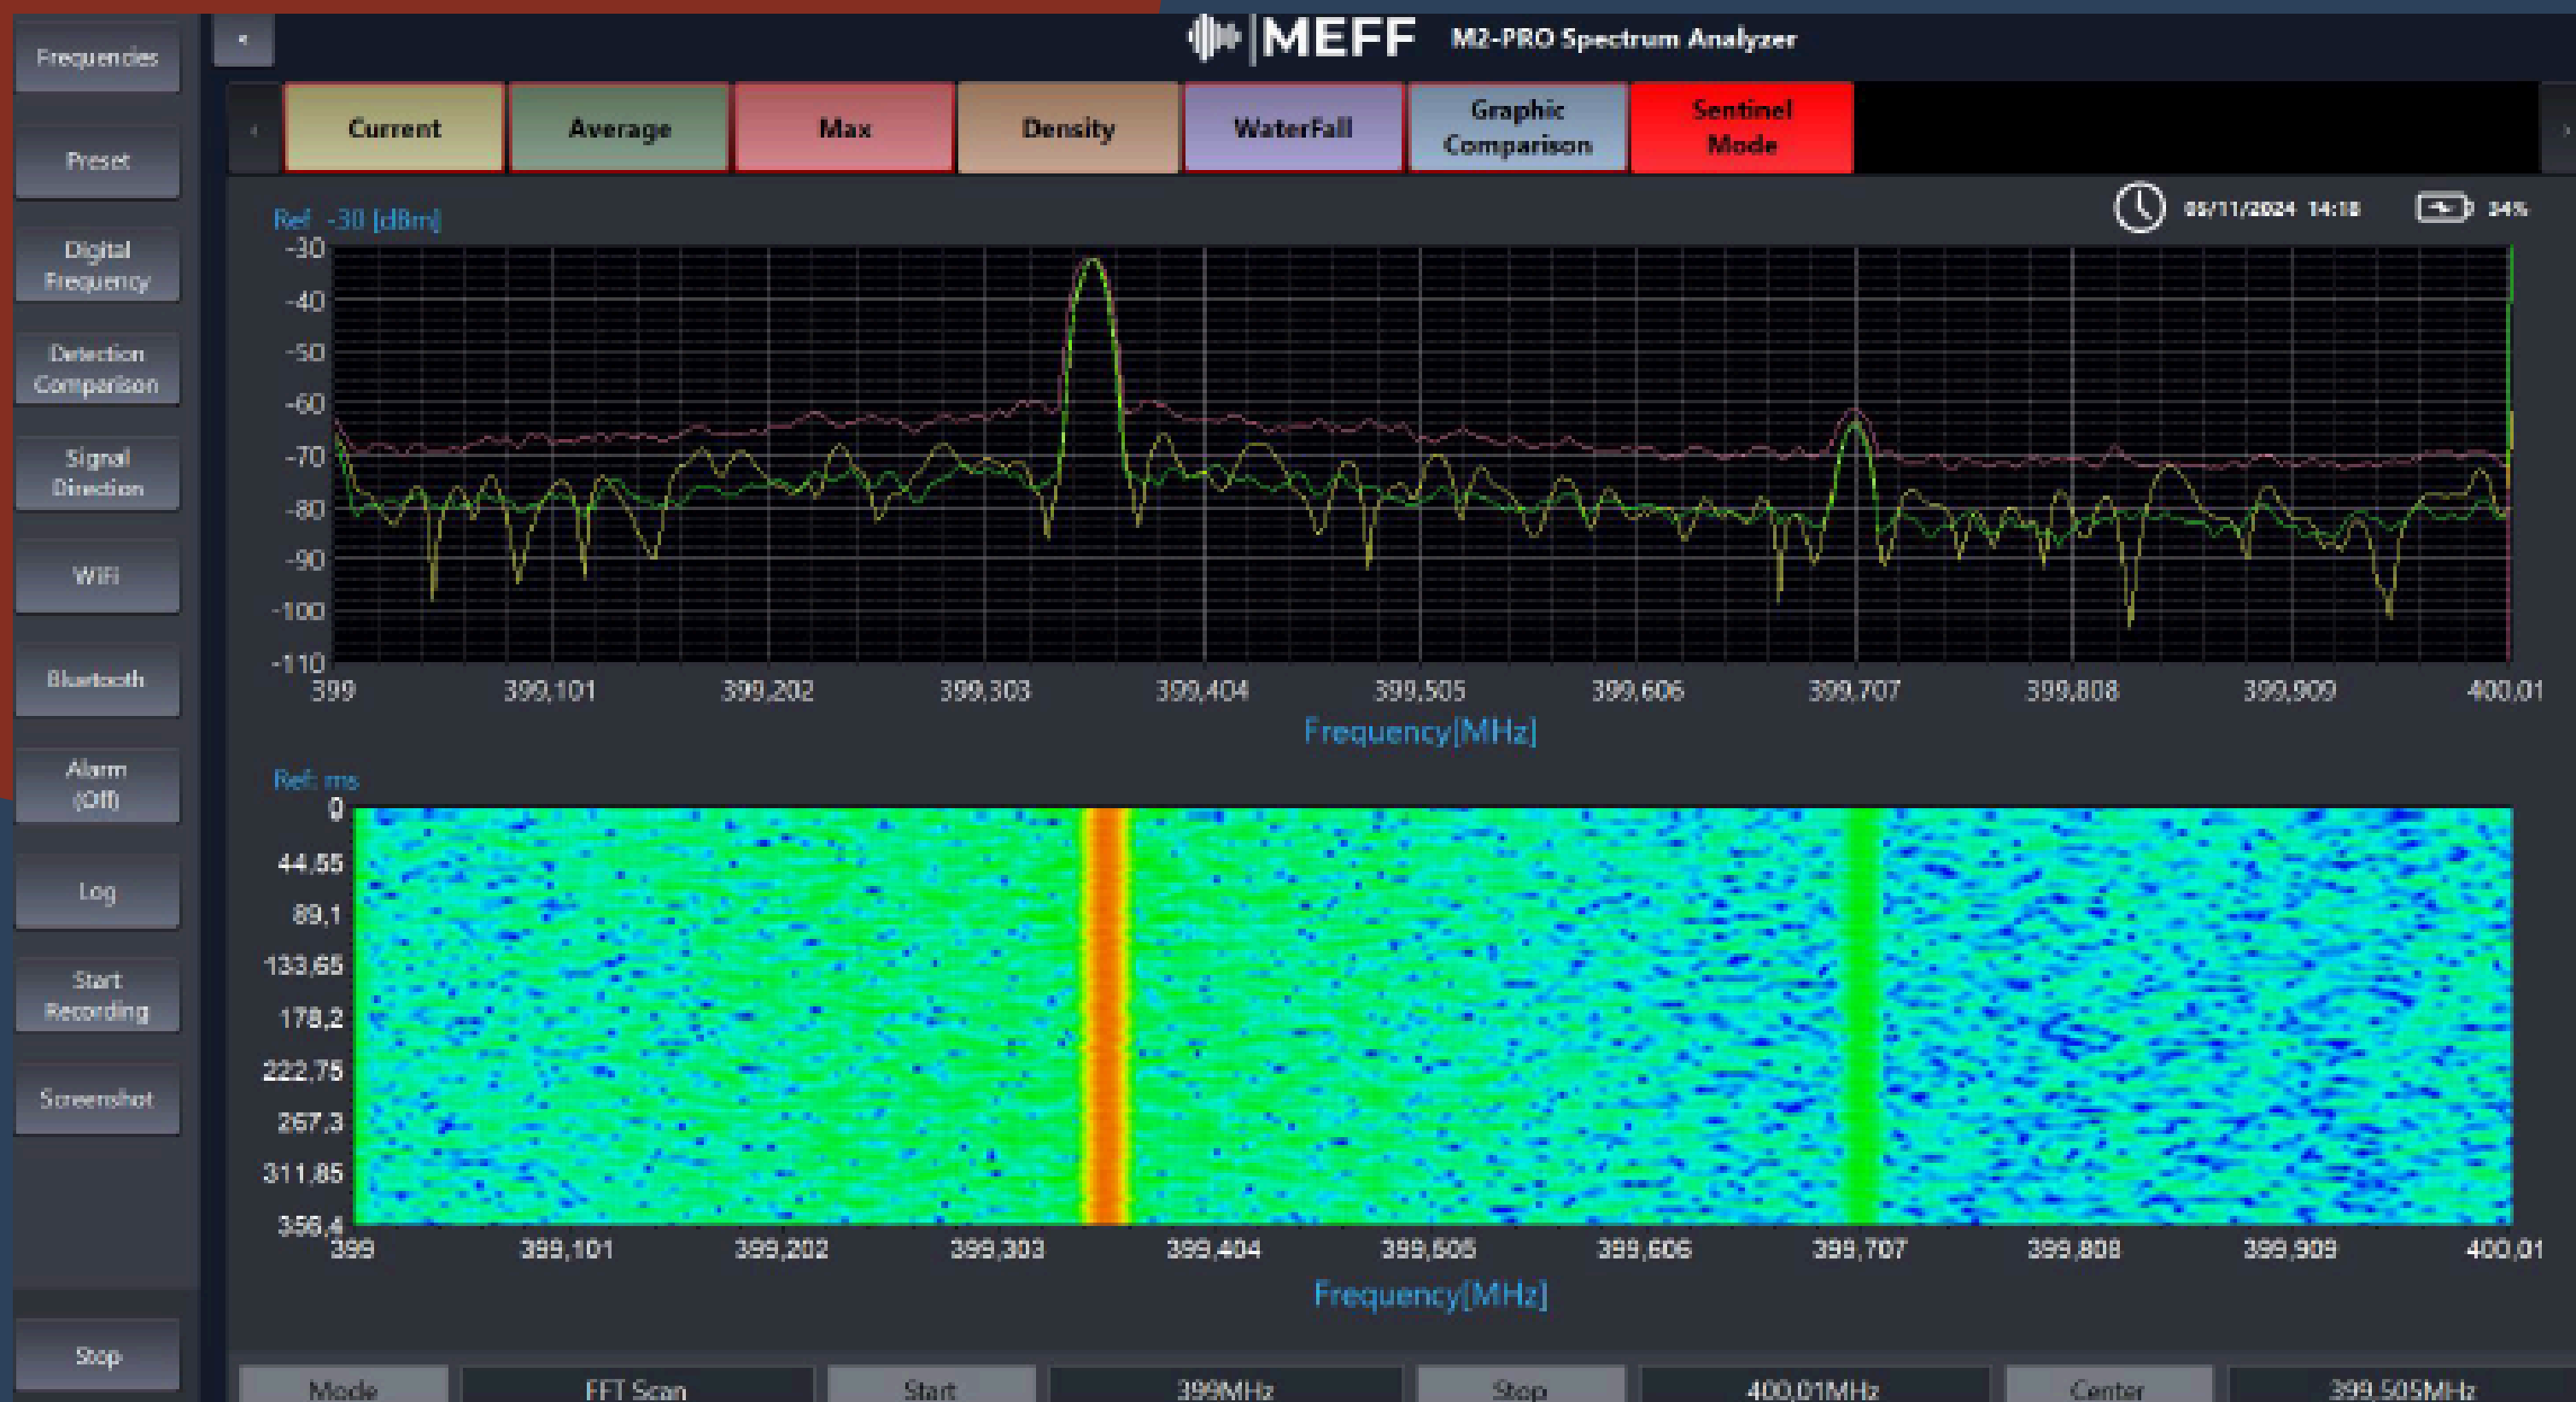 MEFF M2-PRO Spectrum Analyzer
Frequencies
Preset
Digital
Frequency
Detection
Comparison
Signal
Direction
WiFi
Bluetooth
Alarm
(Off)
Log
Start
Recording
Screenshot
Stop
Current
Average
Max
Density
WaterFall
Graphic
Comparison
Sentinel
Mode
05/11/2024 14:18
34%
Ref -30 [dBm]
-30
-40
-50
-60
-70
-80
-90
-100
-110
399 399,101 399,202 399,303 399,404 399,505 399,606 399,707 399,808 399,909 400,01
Frequency[MHz]
Ref: ms
0
44,55
89,1
133,65
178,2
222,75
267,3
311,85
356,4
399 399,101 399,202 399,303 399,404 399,505 399,606 399,707 399,808 399,909 400,01
Frequency[MHz]
Mode FFT Scan Start 399MHz Stop 400,01MHz Center 399,505MHz